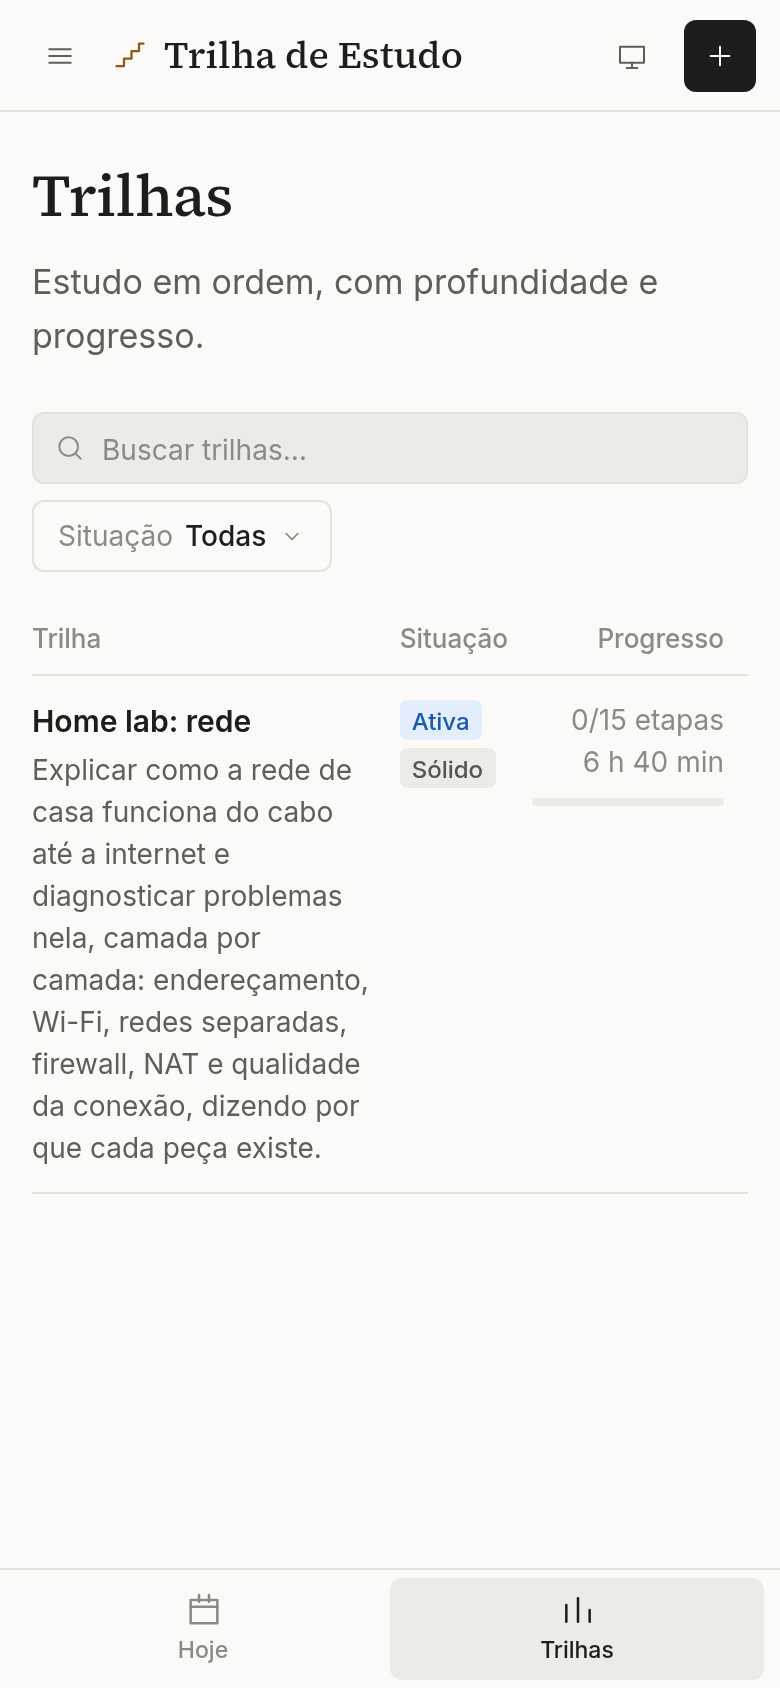 Trilha de Estudo
Trilhas
Estudo em ordem, com profundidade e
progresso.
Buscar trilhas...
Situação Todas
Trilha Situação Progresso
Home lab: rede
Ativa
0/15 etapas
Sólido
6 h 40 min
Explicar como a rede de
casa funciona do cabo
até a internet e
diagnosticar problemas
nela, camada por
camada: endereçamento,
Wi-Fi, redes separadas,
firewall, NAT e qualidade
da conexão, dizendo por
que cada peça existe.
Hoje
Trilhas